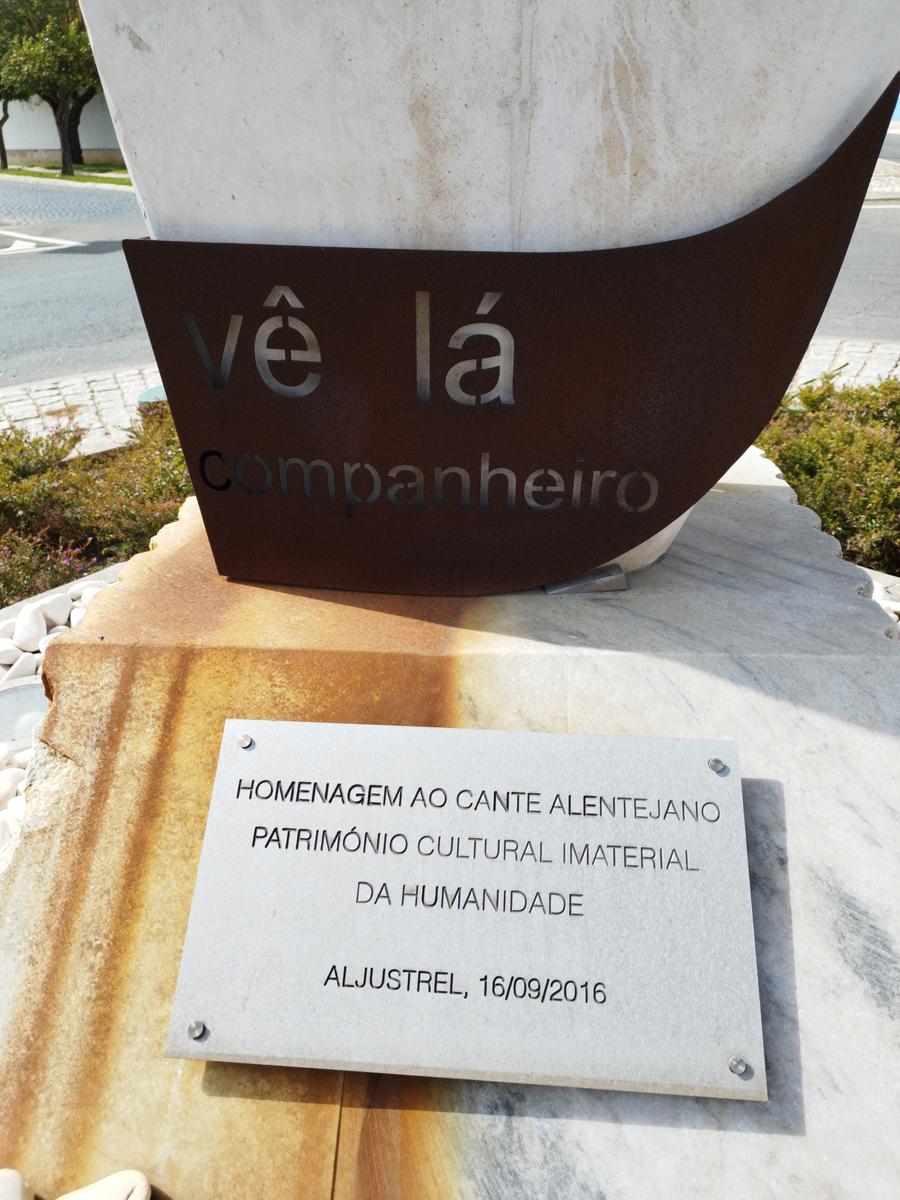 vê lá
companheiro
HOMENAGEM AO CANTE ALENTEJANO
PATRIMÓNIO CULTURAL IMATERIAL
DA HUMANIDADE
ALJUSTREL, 16/09/2016